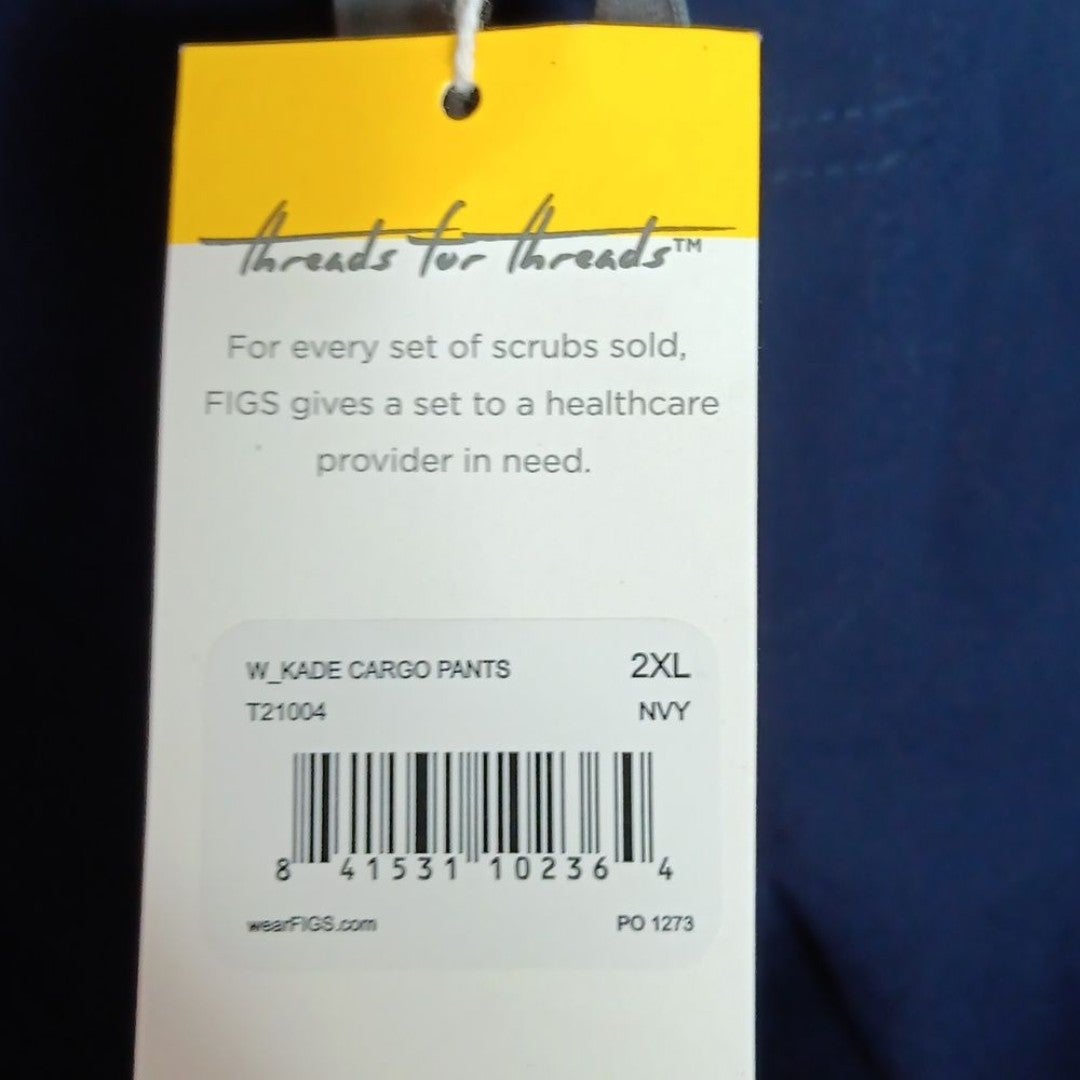 threads for threads™
For every set of scrubs sold,
FIGS gives a set to a healthcare
provider in need.
W_KADE CARGO PANTS 2XL
T21004 NVY
8 41531 10236 4
wearFIGS.com PO 1273